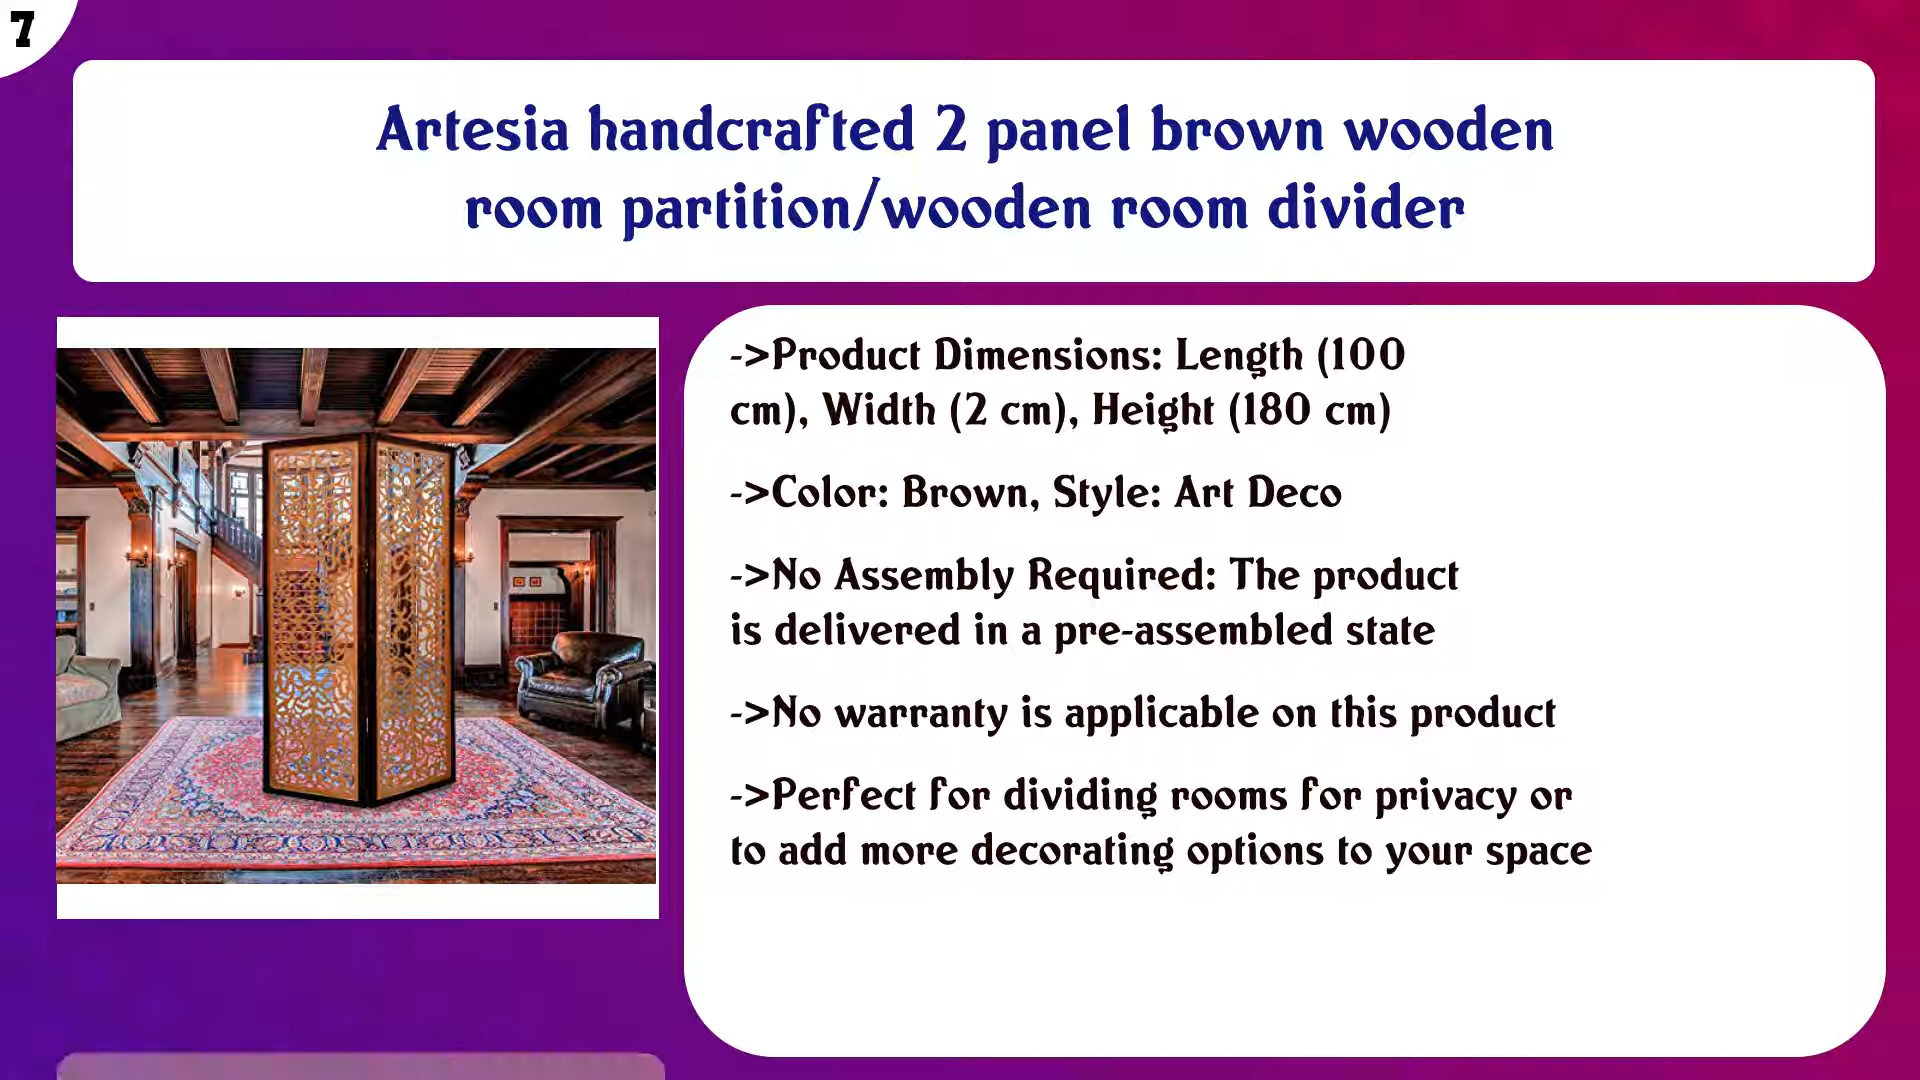 7
Artesia handcrafted 2 panel brown wooden
room partition/wooden room divider
->Product Dimensions: Length (100
cm), Width (2 cm), Height (180 cm)
->Color: Brown, Style: Art Deco
->No Assembly Required: The product
is delivered in a pre-assembled state
->No warranty is applicable on this product
->Perfect for dividing rooms for privacy or
to add more decorating options to your space